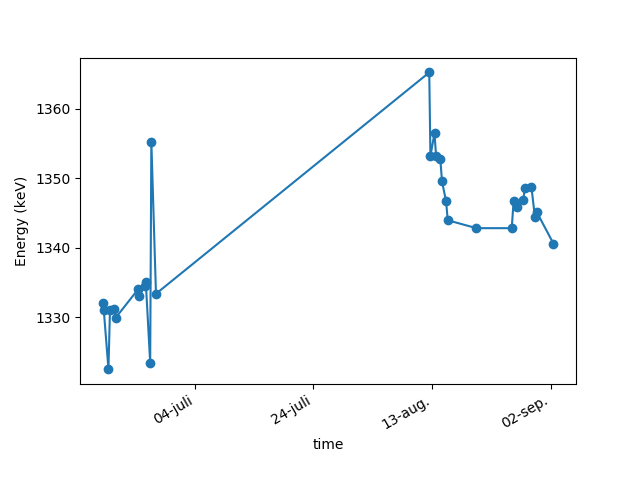 Energy (keV)
1360
1350
1340
1330
04-juli
24-juli
13-aug.
02-sep.
time